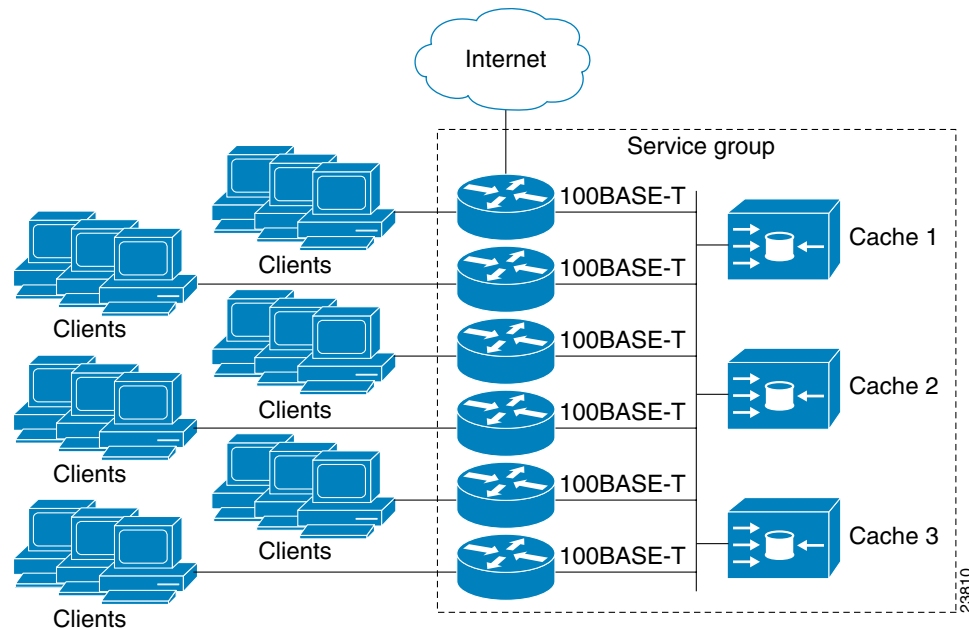 Internet
Service group
100BASE-T
Cache 1
Clients
100BASE-T
Clients
100BASE-T
Clients
Cache 2
100BASE-T
Clients
100BASE-T
Clients
Cache 3
100BASE-T
Clients
23810